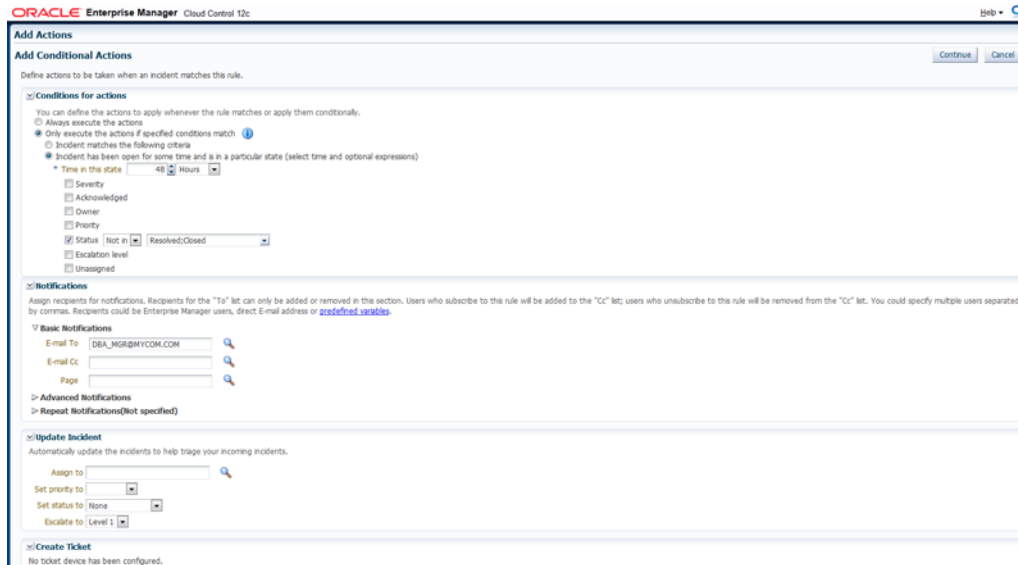 ORACLE Enterprise Manager Cloud Control 12c
Help
Add Actions
Add Conditional Actions
Continue Cancel
Define actions to be taken when an incident matches this rule.
Conditions for actions
You can define the actions to apply whenever the rule matches or apply them conditionally.
Always execute the actions
Only execute the actions if specified conditions match
Incident matches the following criteria
Incident has been open for some time and is in a particular state (select time and optional expressions)
* Time in this state 48 Hours
Severity
Acknowledged
Owner
Priority
Status Not in Resolved;Closed
Escalation level
Unassigned
Notifications
Assign recipients for notifications. Recipients for the "To" list can only be added or removed in this section. Users who subscribe to this rule will be added to the "Cc" list; users who unsubscribe to this rule will be removed from the "Cc" list. You could specify multiple users separated
by commas. Recipients could be Enterprise Manager users, direct E-mail address or predefined variables.
Basic Notifications
E-mail To DBA_MGR@MYCOM.COM
E-mail Cc
Page
Advanced Notifications
Repeat Notifications(Not specified)
Update Incident
Automatically update the incidents to help triage your incoming incidents.
Assign to
Set priority to
Set status to None
Escalate to Level 1
Create Ticket
No ticket device has been configured.